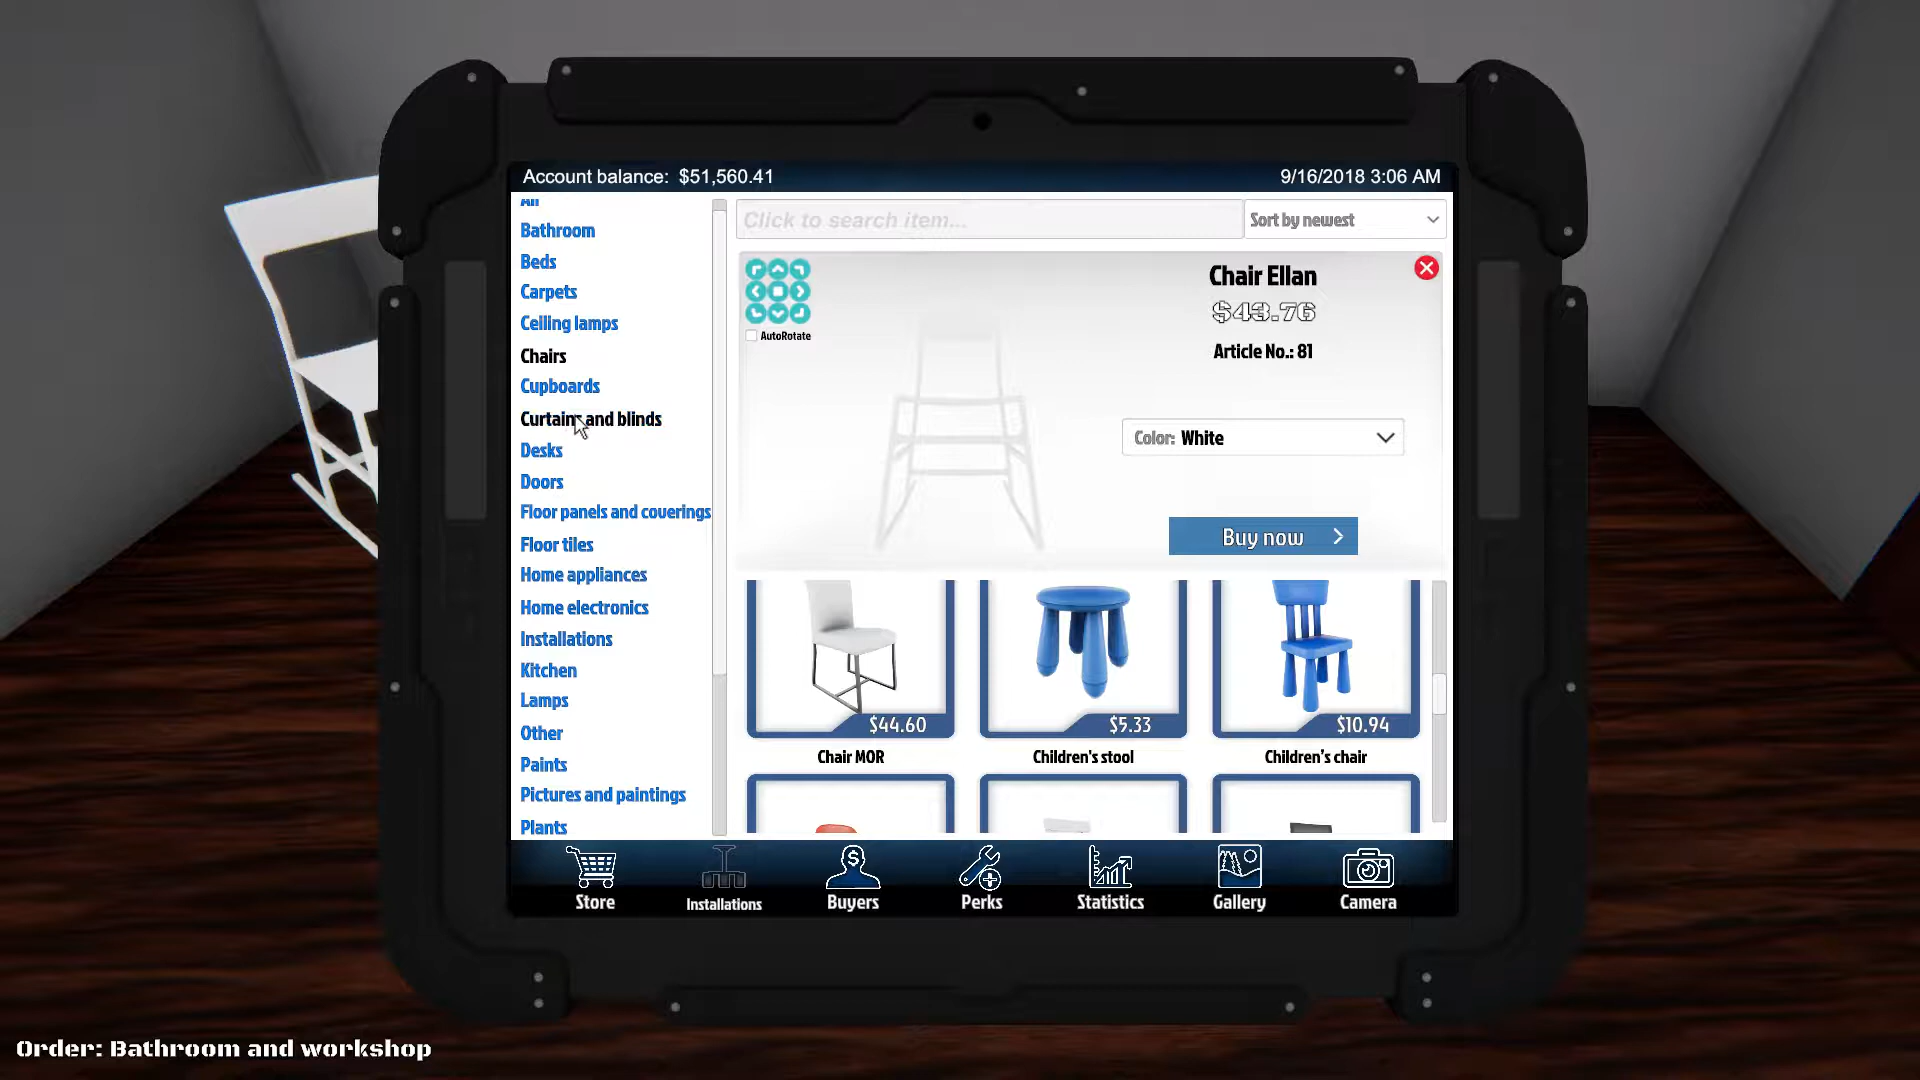 Account balance: $51,560.41
9/16/2018 3:06 AM
All
Bathroom
Beds
Carpets
Ceiling lamps
Chairs
Cupboards
Curtains and blinds
Desks
Doors
Floor panels and coverings
Floor tiles
Home appliances
Home electronics
Installations
Kitchen
Lamps
Other
Paints
Pictures and paintings
Plants
Click to search item...
Sort by newest
AutoRotate
Chair Ellan
$43.76
Article No.: 81
Color: White
Buy now
$44.60
$5.33
$10.94
Chair MOR
Children's stool
Children's chair
Store
Installations
Buyers
Perks
Statistics
Gallery
Camera
Order: Bathroom and workshop